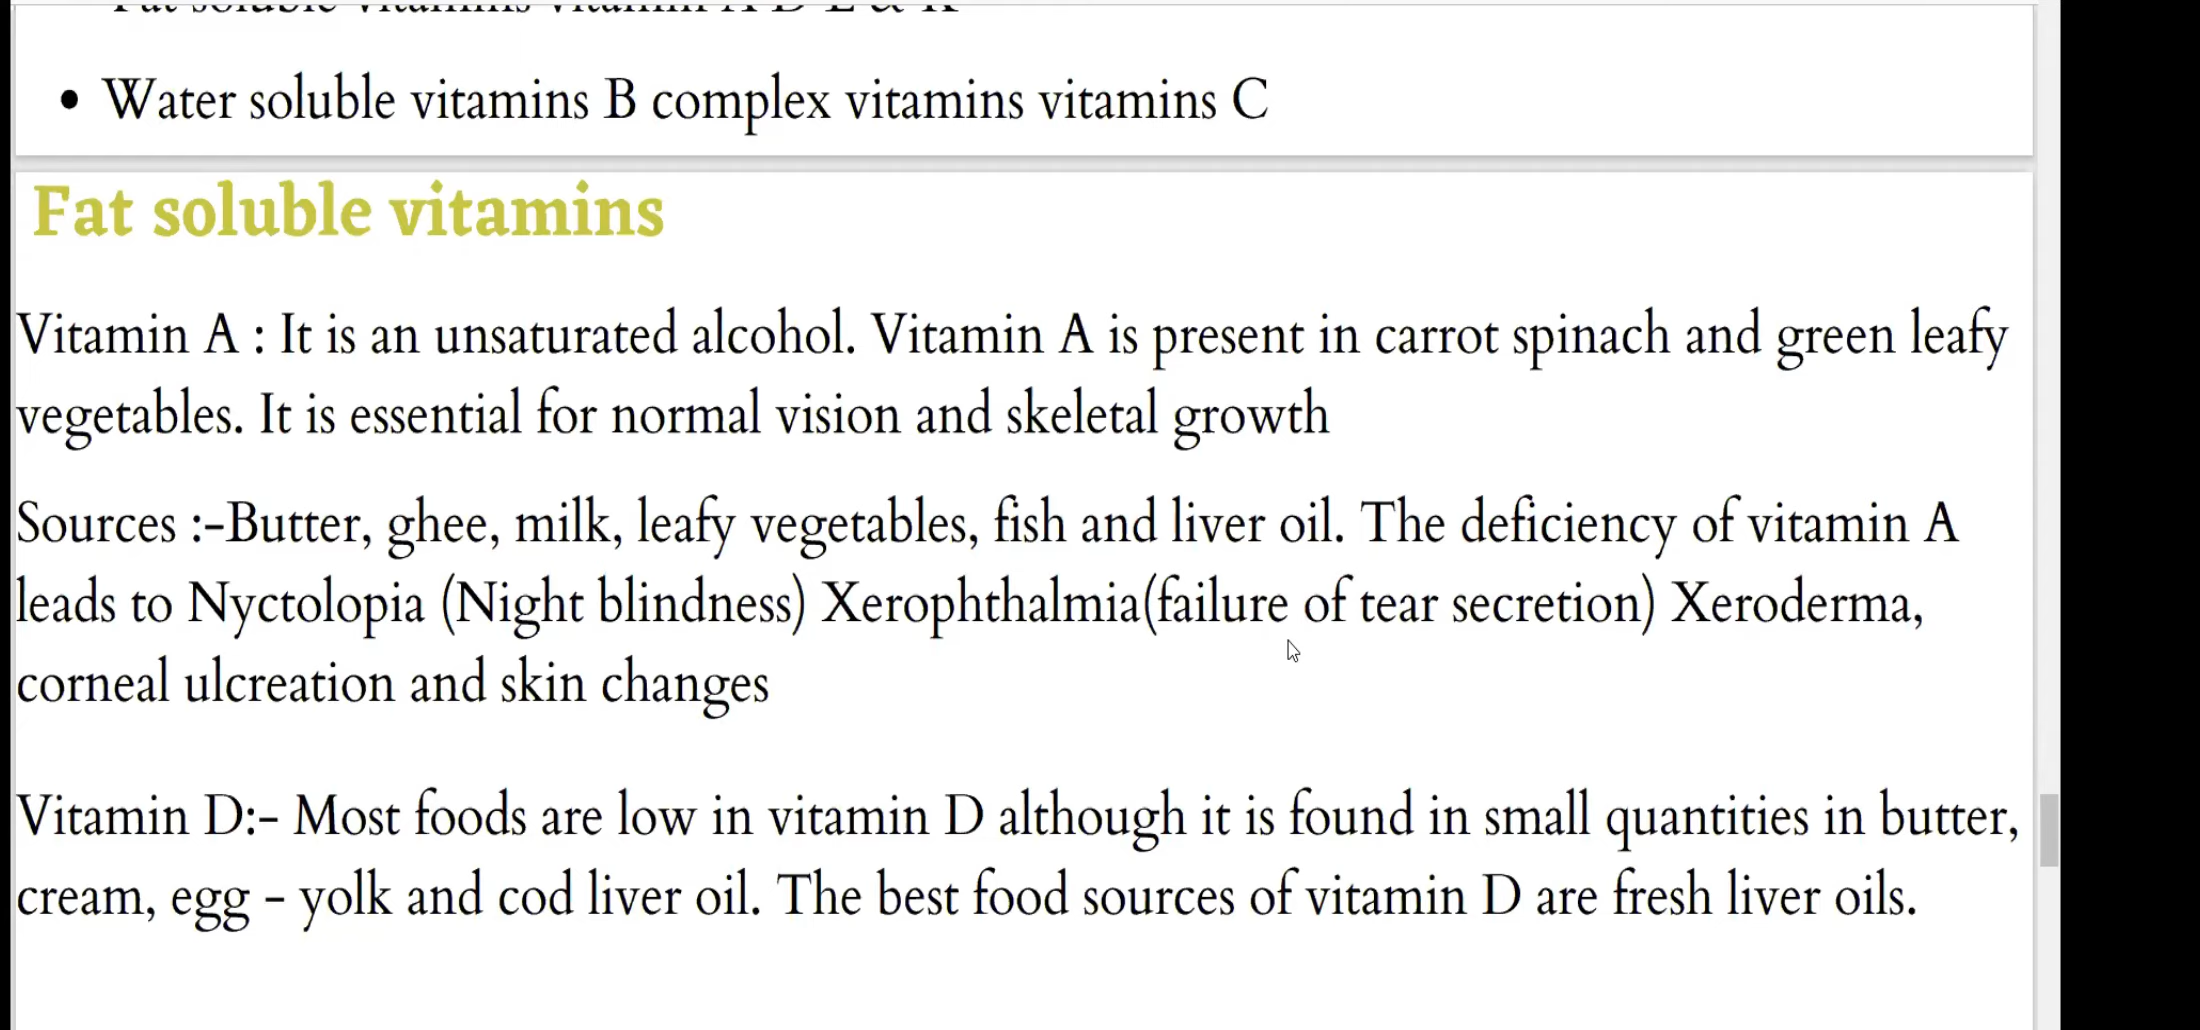 Fat soluble vitamins vitamin A D E & K
• Water soluble vitamins B complex vitamins vitamins C
Fat soluble vitamins
Vitamin A : It is an unsaturated alcohol. Vitamin A is present in carrot spinach and green leafy
vegetables. It is essential for normal vision and skeletal growth
Sources :-Butter, ghee, milk, leafy vegetables, fish and liver oil. The deficiency of vitamin A
leads to Nyctolopia (Night blindness) Xerophthalmia(failure of tear secretion) Xeroderma,
corneal ulcreation and skin changes
Vitamin D:- Most foods are low in vitamin D although it is found in small quantities in butter,
cream, egg - yolk and cod liver oil. The best food sources of vitamin D are fresh liver oils.